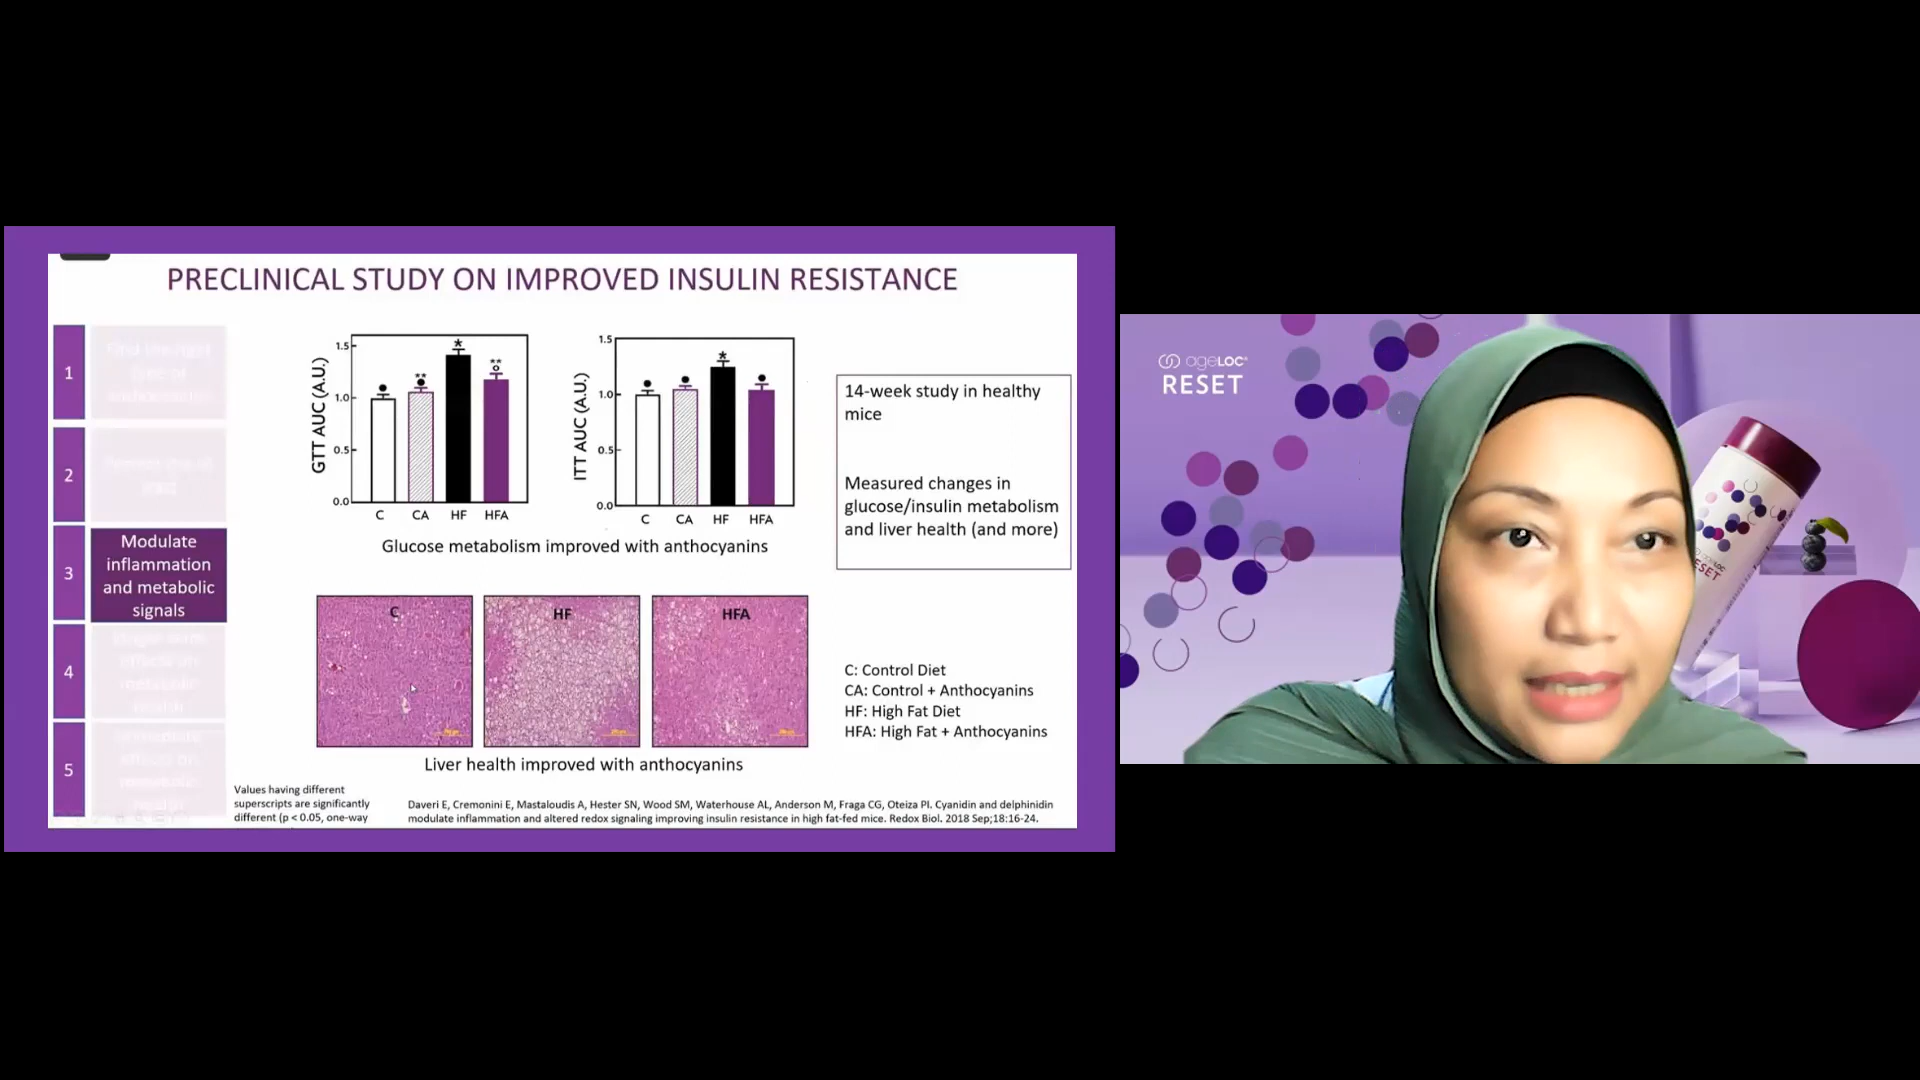 PRECLINICAL STUDY ON IMPROVED INSULIN RESISTANCE
1
2
3
Modulate
inflammation
and metabolic
signals
4
5
GTT AUC (A.U.)
1.5
1.0
0.5
0.0
*
**
**
C CA HF HFA
ITT AUC (A.U.)
1.5
1.0
0.5
0.0
*
C CA HF HFA
Glucose metabolism improved with anthocyanins
14-week study in healthy
mice
Measured changes in
glucose/insulin metabolism
and liver health (and more)
C
HF
HFA
Liver health improved with anthocyanins
C: Control Diet
CA: Control + Anthocyanins
HF: High Fat Diet
HFA: High Fat + Anthocyanins
Values having different
superscripts are significantly
different (p < 0.05, one-way
Daveri E, Cremonini E, Mastaloudis A, Hester SN, Wood SM, Waterhouse AL, Anderson M, Fraga CG, Oteiza PI. Cyanidin and delphinidin
modulate inflammation and altered redox signaling improving insulin resistance in high fat-fed mice. Redox Biol. 2018 Sep;18:16-24.
ageLOC
RESET